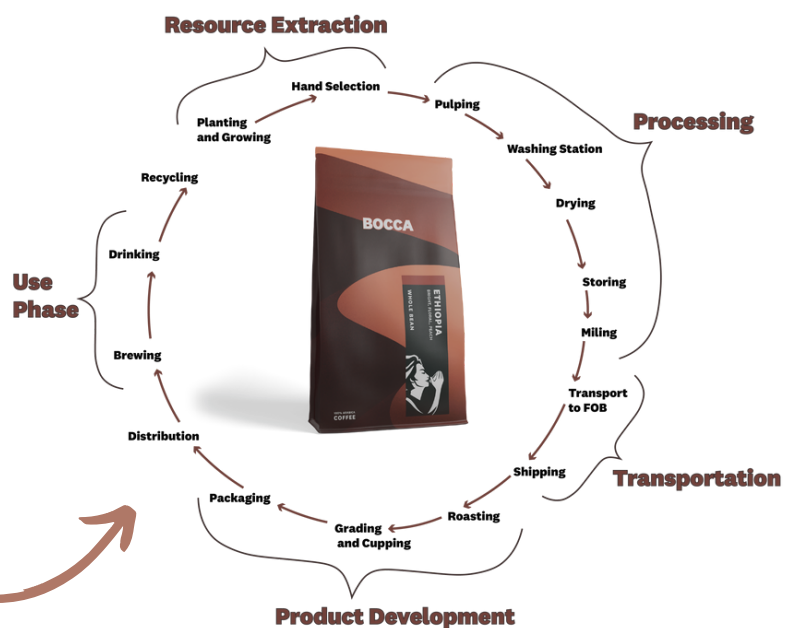 Resource Extraction
Hand Selection
Pulping
Planting
and Growing
Processing
Washing Station
Recycling
Drying
BOCCA
Drinking
Use
Phase
Storing
ETHIOPIA
WHOLE BEAN
Miling
Brewing
Transport
to FOB
COFFEE
Distribution
Shipping
Transportation
Packaging
Roasting
Grading
and Cupping
Product Development